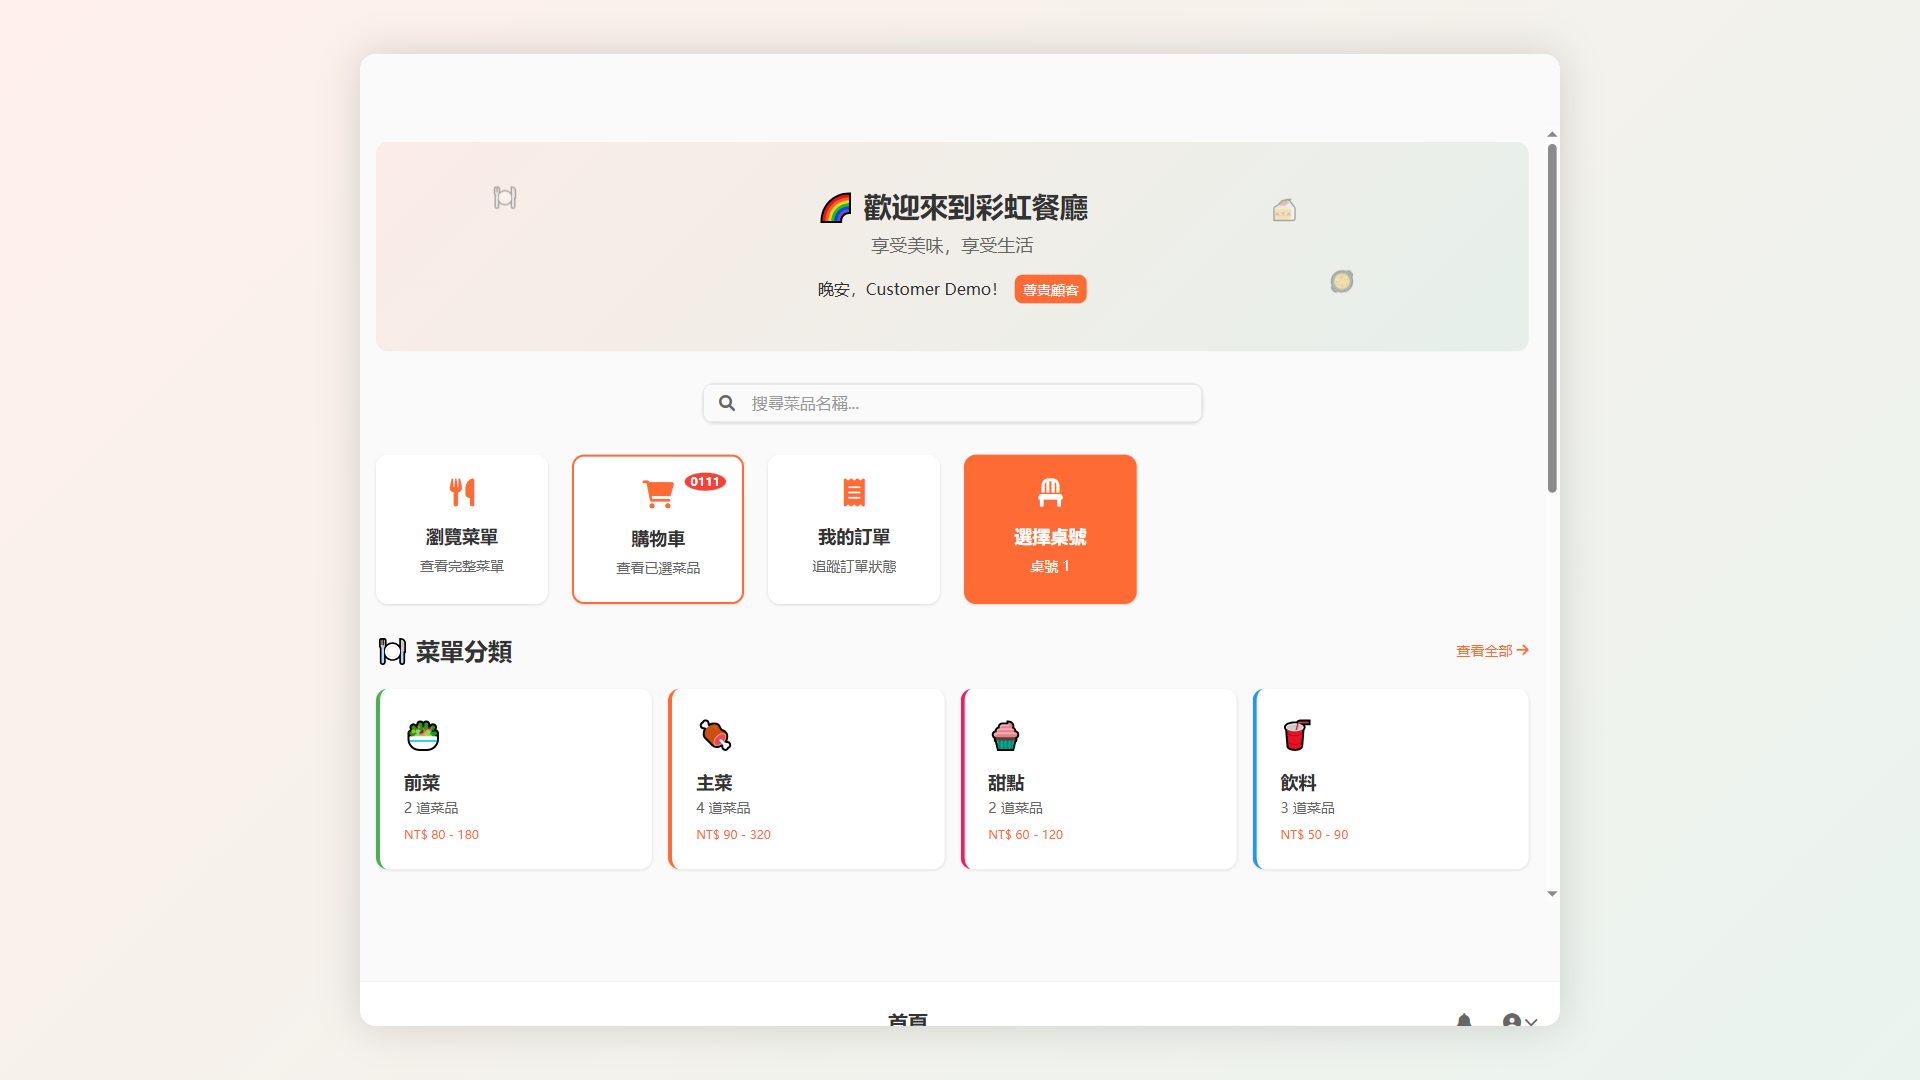 歡迎來到彩虹餐廳
享受美味，享受生活
晚安，Customer Demo！ 尊貴顧客
搜尋菜品名稱...
瀏覽菜單
查看完整菜單
0111
購物車
查看已選菜品
我的訂單
追蹤訂單狀態
選擇桌號
桌號 1
菜單分類
查看全部
前菜
2 道菜品
NT$ 80 - 180
主菜
4 道菜品
NT$ 90 - 320
甜點
2 道菜品
NT$ 60 - 120
飲料
3 道菜品
NT$ 50 - 90
首頁